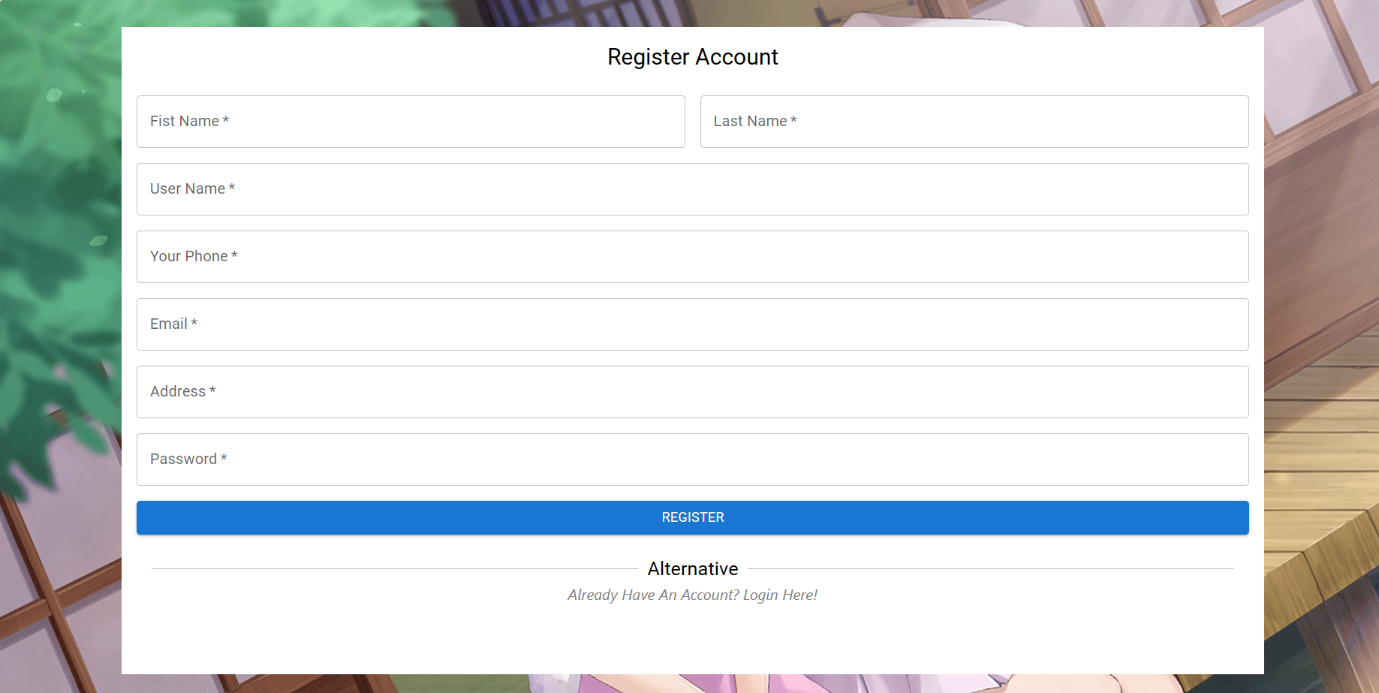 Register Account
Fist Name *
Last Name *
User Name *
Your Phone *
Email *
Address *
Password *
REGISTER
Alternative
Already Have An Account? Login Here!